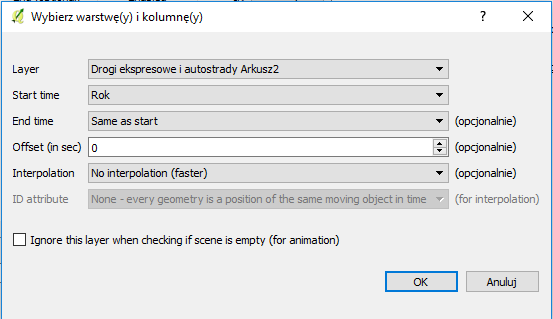 Wybierz warstwę(y) i kolumnę(y)
Layer Drogi ekspresowe i autostrady Arkusz2
Start time Rok
End time Same as start (opcjonalnie)
Offset (in sec) 0 (opcjonalnie)
Interpolation No interpolation (faster) (opcjonalnie)
ID attribute None - every geometry is a position of the same moving object in time (for interpolation)
Ignore this layer when checking if scene is empty (for animation)
OK Anuluj